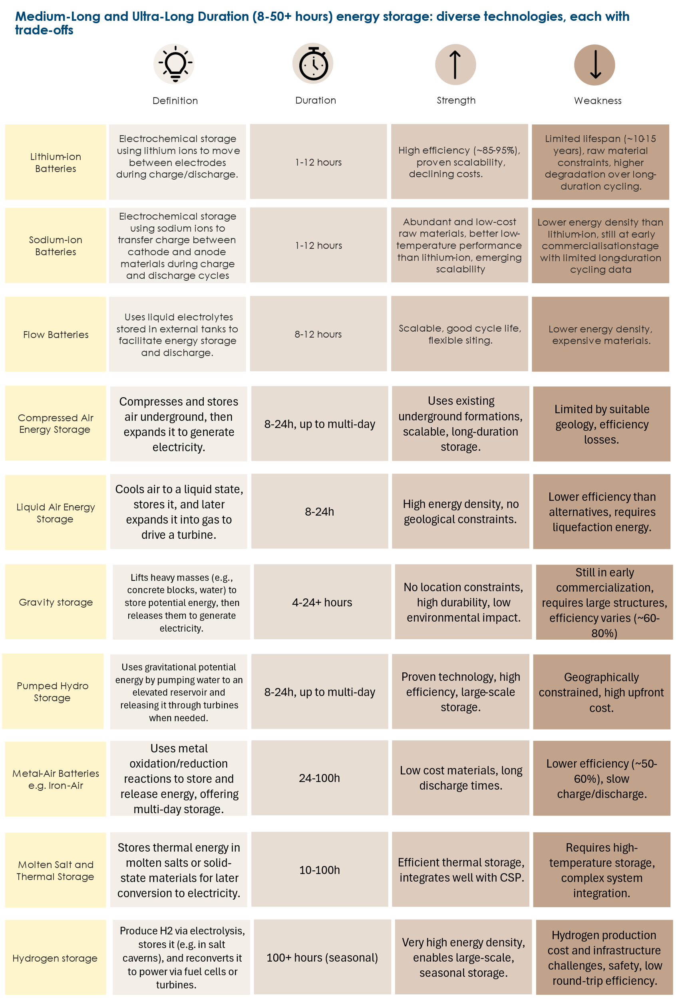 Medium-Long and Ultra-Long Duration (8-50+ hours) energy storage: diverse technologies, each with
trade-offs
Definition
Duration
Strength
Weakness
Lithium-ion
Batteries
Electrochemical storage
using lithium ions to move
between electrodes
during charge/discharge.
1-12 hours
High efficiency (~85-95%),
proven scalability,
declining costs.
Limited lifespan (~10-15
years), raw material
constraints, higher
degradation over long-
duration cycling.
Sodium-ion
Batteries
Electrochemical storage
using sodium ions to
transfer charge between
cathode and anode
materials during charge
and discharge cycles
1-12 hours
Abundant and low-cost
raw materials, better low-
temperature performance
than lithium-ion, emerging
scalability
Lower energy density than
lithium-ion, still at early
commercialisation stage
with limited long-duration
cycling data
Flow Batteries
Uses liquid electrolytes
stored in external tanks to
facilitate energy storage
and discharge.
8-12 hours
Scalable, good cycle life,
flexible siting.
Lower energy density,
expensive materials.
Compressed Air
Energy Storage
Compresses and stores
air underground, then
expands it to generate
electricity.
8-24h, up to multi-day
Uses existing
underground formations,
scalable, long-duration
storage.
Limited by suitable
geology, efficiency
losses.
Liquid Air Energy
Storage
Cools air to a liquid state,
stores it, and later
expands it into gas to
drive a turbine.
8-24h
High energy density, no
geological constraints.
Lower efficiency than
alternatives, requires
liquefaction energy.
Gravity storage
Lifts heavy masses (e.g.,
concrete blocks, water) to
store potential energy, then
releases them to generate
electricity.
4-24+ hours
No location constraints,
high durability, low
environmental impact.
Still in early
commercialization,
requires large structures,
efficiency varies (~60-
80%)
Pumped Hydro
Storage
Uses gravitational potential
energy by pumping water to an
elevated reservoir and
releasing it through turbines
when needed.
8-24h, up to multi-day
Proven technology, high
efficiency, large-scale
storage.
Geographically
constrained, high upfront
cost.
Metal-Air Batteries
e.g. Iron-Air
Uses metal
oxidation/reduction
reactions to store and
release energy, offering
multi-day storage.
24-100h
Low cost materials, long
discharge times.
Lower efficiency (~50-
60%), slow
charge/discharge.
Molten Salt and
Thermal Storage
Stores thermal energy in
molten salts or solid-
state materials for later
conversion to electricity.
10-100h
Efficient thermal storage,
integrates well with CSP.
Requires high-
temperature storage,
complex system
integration.
Hydrogen storage
Produce H2 via electrolysis,
stores it (e.g. in salt
caverns), and reconverts it
to power via fuel cells or
turbines.
100+ hours (seasonal)
Very high energy density,
enables large-scale,
seasonal storage.
Hydrogen production
cost and infrastructure
challenges, safety, low
round-trip efficiency.